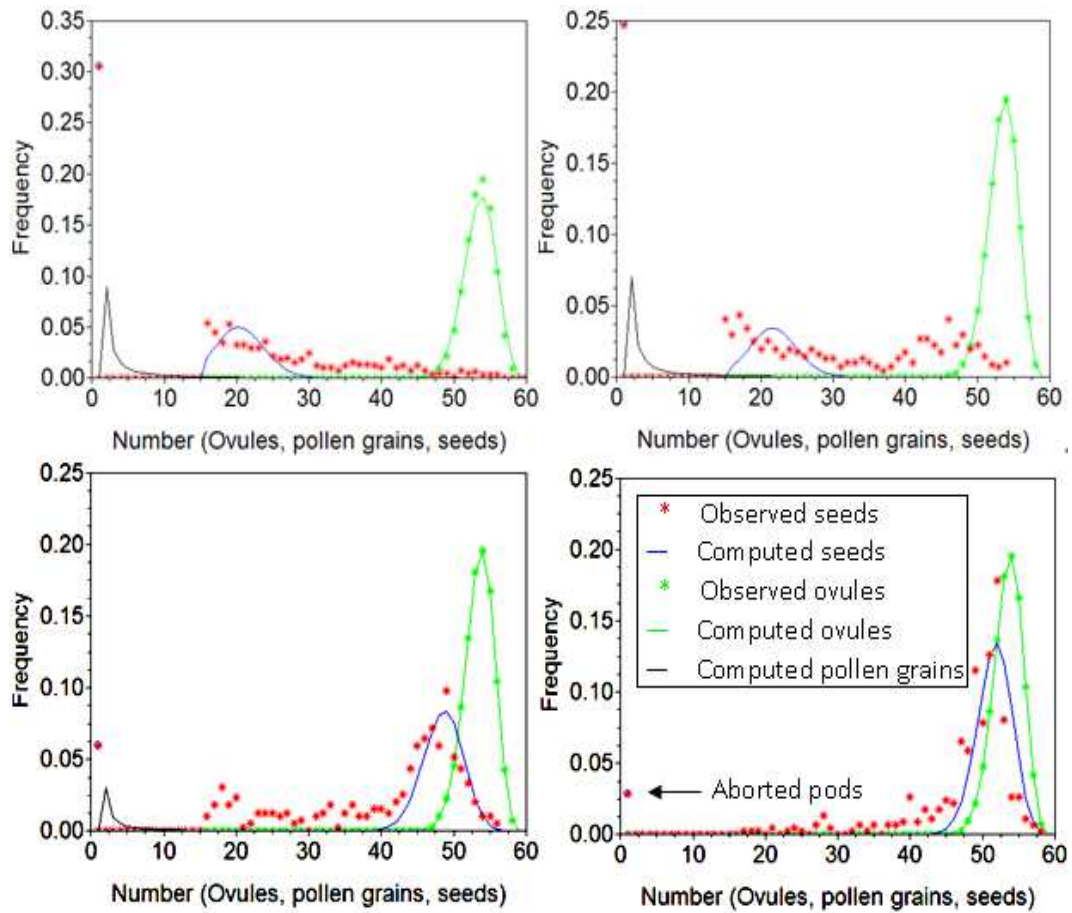 0.35
0.30
0.25
0.20
0.15
0.10
0.05
0.00
Frequency
0 10 20 30 40 50 60
Number (Ovules, pollen grains, seeds)
0.25
0.20
0.15
0.10
0.05
0.00
Frequency
0 10 20 30 40 50 60
Number (Ovules, pollen grains, seeds)
0.25
0.20
0.15
0.10
0.05
0.00
Frequency
0 10 20 30 40 50 60
Number (Ovules, pollen grains, seeds)
0.25
0.20
0.15
0.10
0.05
0.00
Frequency
Observed seeds
Computed seeds
Observed ovules
Computed ovules
Computed pollen grains
Aborted pods
0 10 20 30 40 50 60
Number (Ovules, pollen grains, seeds)